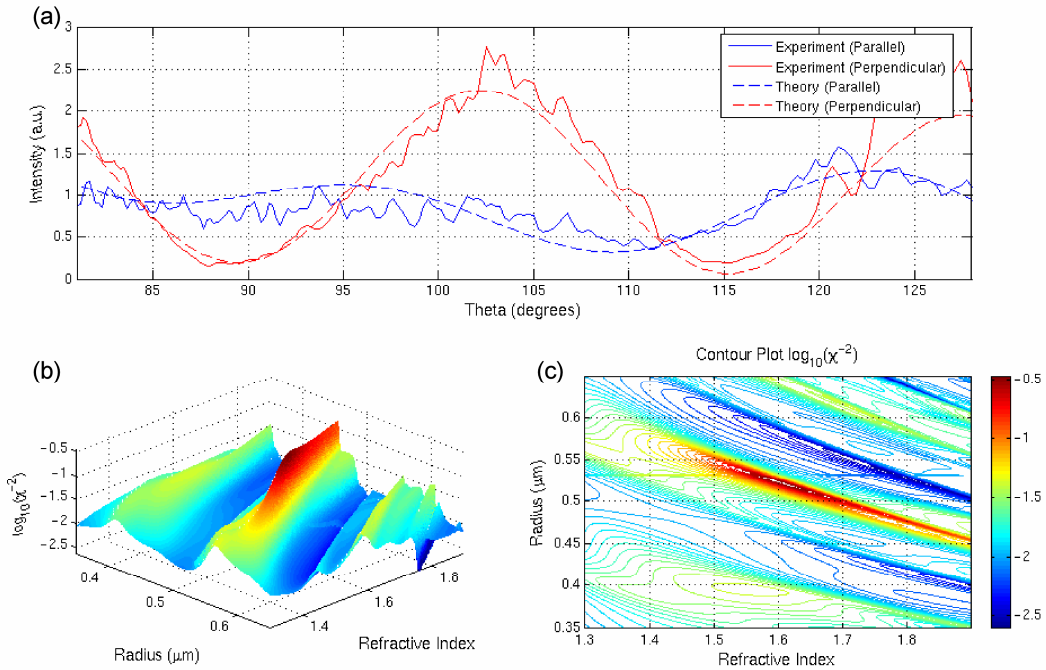 (a)
3
2.5
2
1.5
1
0.5
0
Intensity (a.u.)
Experiment (Parallel)
Experiment (Perpendicular)
Theory (Parallel)
Theory (Perpendicular)
85 90 95 100 105 110 115 120 125
Theta (degrees)
(b)
-0.5
-1
-1.5
-2
-2.5
log10(χ-2)
0.4
0.5
0.6
Radius (μm)
1.4
1.6
1.8
Refractive Index
(c)
Contour Plot log10(χ-2)
0.6
0.55
0.5
0.45
0.4
0.35
Radius (μm)
1.3 1.4 1.5 1.6 1.7 1.8
Refractive Index
-0.5
-1
-1.5
-2
-2.5